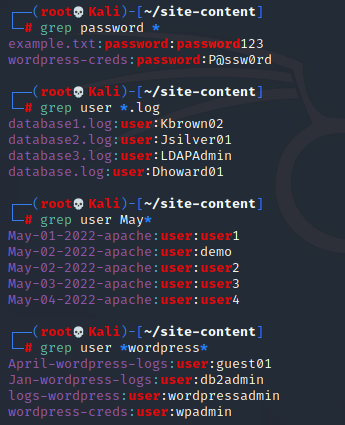 ┌──(root💀Kali)-[~/site-content]
└─# grep password *
example.txt:password:password123
wordpress-creds:password:P@ssw0rd
┌──(root💀Kali)-[~/site-content]
└─# grep user *.log
database1.log:user:Kbrown02
database2.log:user:Jsilver01
database3.log:user:LDAPAdmin
database.log:user:Dhoward01
┌──(root💀Kali)-[~/site-content]
└─# grep user May*
May-01-2022-apache:user:user1
May-02-2022-apache:user:demo
May-02-2022-apache:user:user2
May-03-2022-apache:user:user3
May-04-2022-apache:user:user4
┌──(root💀Kali)-[~/site-content]
└─# grep user *wordpress*
April-wordpress-logs:user:guest01
Jan-wordpress-logs:user:db2admin
logs-wordpress:user:wordpressadmin
wordpress-creds:user:wpadmin